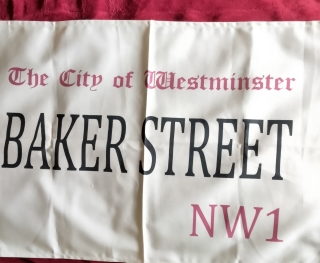 The City of Westminster
BAKER STREET
NW1